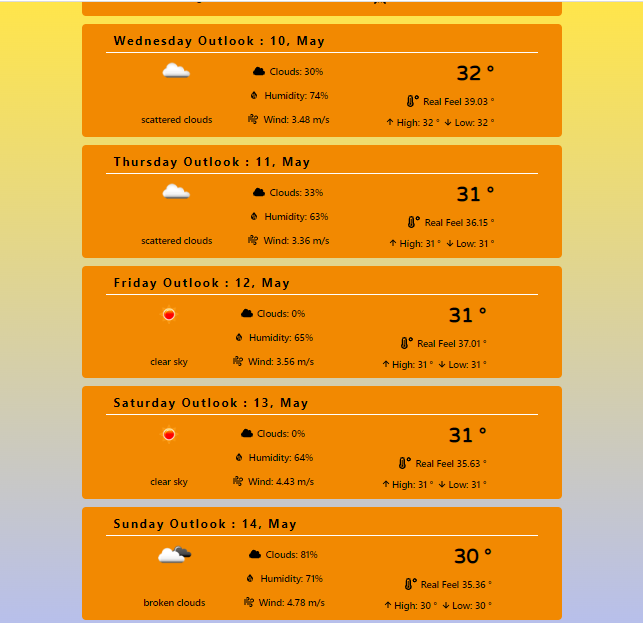 Wednesday Outlook : 10, May
Clouds: 30%
32 °
Humidity: 74%
Real Feel 39.03 °
scattered clouds
Wind: 3.48 m/s
High: 32 ° Low: 32 °
Thursday Outlook : 11, May
Clouds: 33%
31 °
Humidity: 63%
Real Feel 36.15 °
scattered clouds
Wind: 3.36 m/s
High: 31 ° Low: 31 °
Friday Outlook : 12, May
Clouds: 0%
31 °
Humidity: 65%
Real Feel 37.01 °
clear sky
Wind: 3.56 m/s
High: 31 ° Low: 31 °
Saturday Outlook : 13, May
Clouds: 0%
31 °
Humidity: 64%
Real Feel 35.63 °
clear sky
Wind: 4.43 m/s
High: 31 ° Low: 31 °
Sunday Outlook : 14, May
Clouds: 81%
30 °
Humidity: 71%
Real Feel 35.36 °
broken clouds
Wind: 4.78 m/s
High: 30 ° Low: 30 °